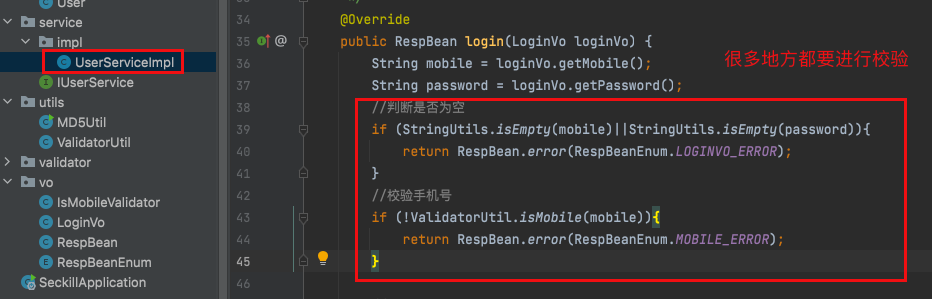 User
service
impl
UserServiceImpl
IUserService
utils
MD5Util
ValidatorUtil
validator
vo
IsMobileValidator
LoginVo
RespBean
RespBeanEnum
SeckillApplication
34 @Override
35 @ public RespBean login(LoginVo loginVo) {
36 String mobile = loginVo.getMobile();
很多地方都要进行校验
37 String password = loginVo.getPassword();
38 //判断是否为空
39 if (StringUtils.isEmpty(mobile)||StringUtils.isEmpty(password)){
40 return RespBean.error(RespBeanEnum.LOGINVO_ERROR);
41 }
42 //校验手机号
43 if (!ValidatorUtil.isMobile(mobile)){
44 return RespBean.error(RespBeanEnum.MOBILE_ERROR);
45 }
46